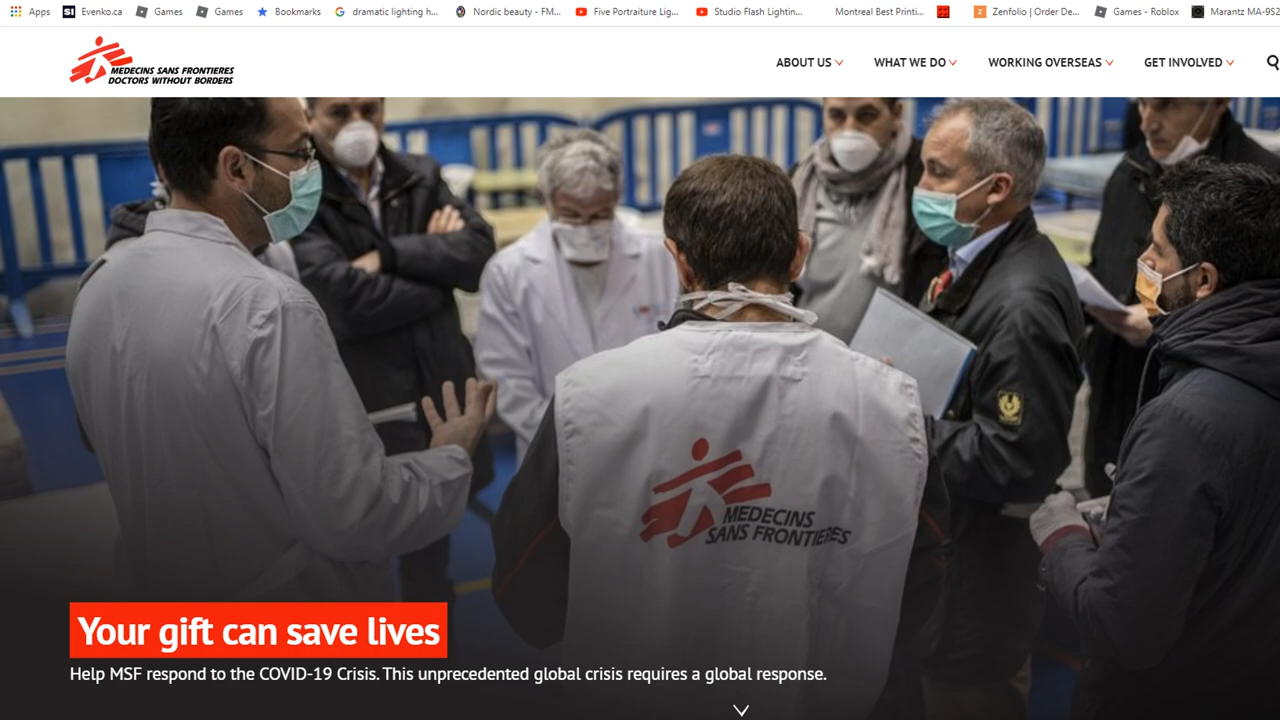 Apps Evenko.ca Games Games Bookmarks dramatic lighting h... Nordic beauty - FM... Five Portraiture Lig... Studio Flash Lightin... Montreal Best Printi... Zenfolio | Order De... Games - Roblox Marantz MA-9S2
MEDECINS SANS FRONTIERES
DOCTORS WITHOUT BORDERS
ABOUT US WHAT WE DO WORKING OVERSEAS GET INVOLVED
MEDECINS
SANS FRONTIERES
Your gift can save lives
Help MSF respond to the COVID-19 Crisis. This unprecedented global crisis requires a global response.